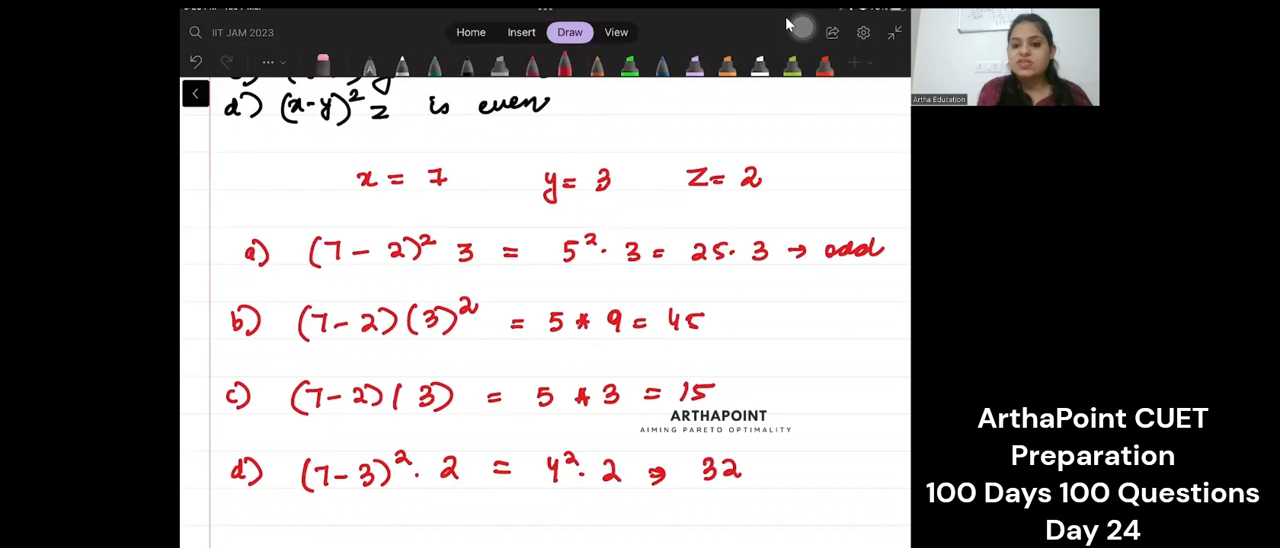 IIT JAM 2023
Home Insert Draw View
d) (x-y)² z is even
x = 7 y = 3 z = 2
a) (7 - 2)² 3 = 5² · 3 = 25 · 3 → odd
b) (7 - 2) (3)² = 5 * 9 = 45
c) (7 - 2) (3) = 5 * 3 = 15
ARTHAPOINT
AIMING PARETO OPTIMALITY
d) (7 - 3)² · 2 = 4² · 2 → 32
Artha Education
ArthaPoint CUET
Preparation
100 Days 100 Questions
Day 24